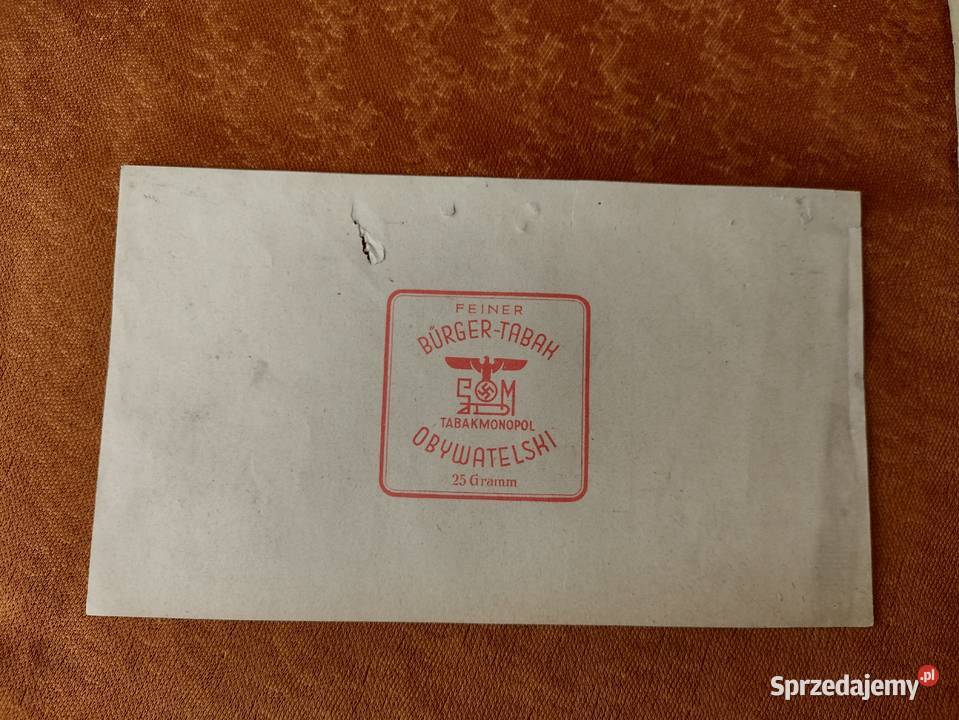 FEINER
BÜRGER-TABAK
G M
TABAKMONOPOL
OBYWATELSKI
25 Gramm
Sprzedajemy.pl